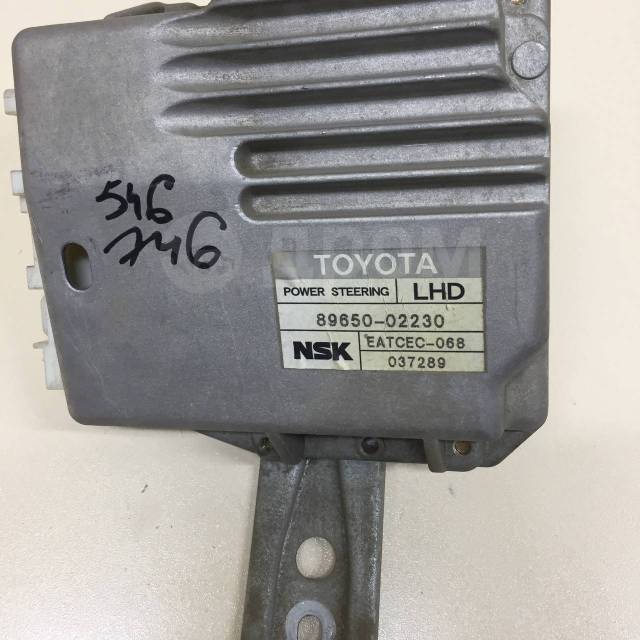 546
746
TOYOTA
POWER STEERING LHD
89650-02230
NSK EATCEC-068
037289